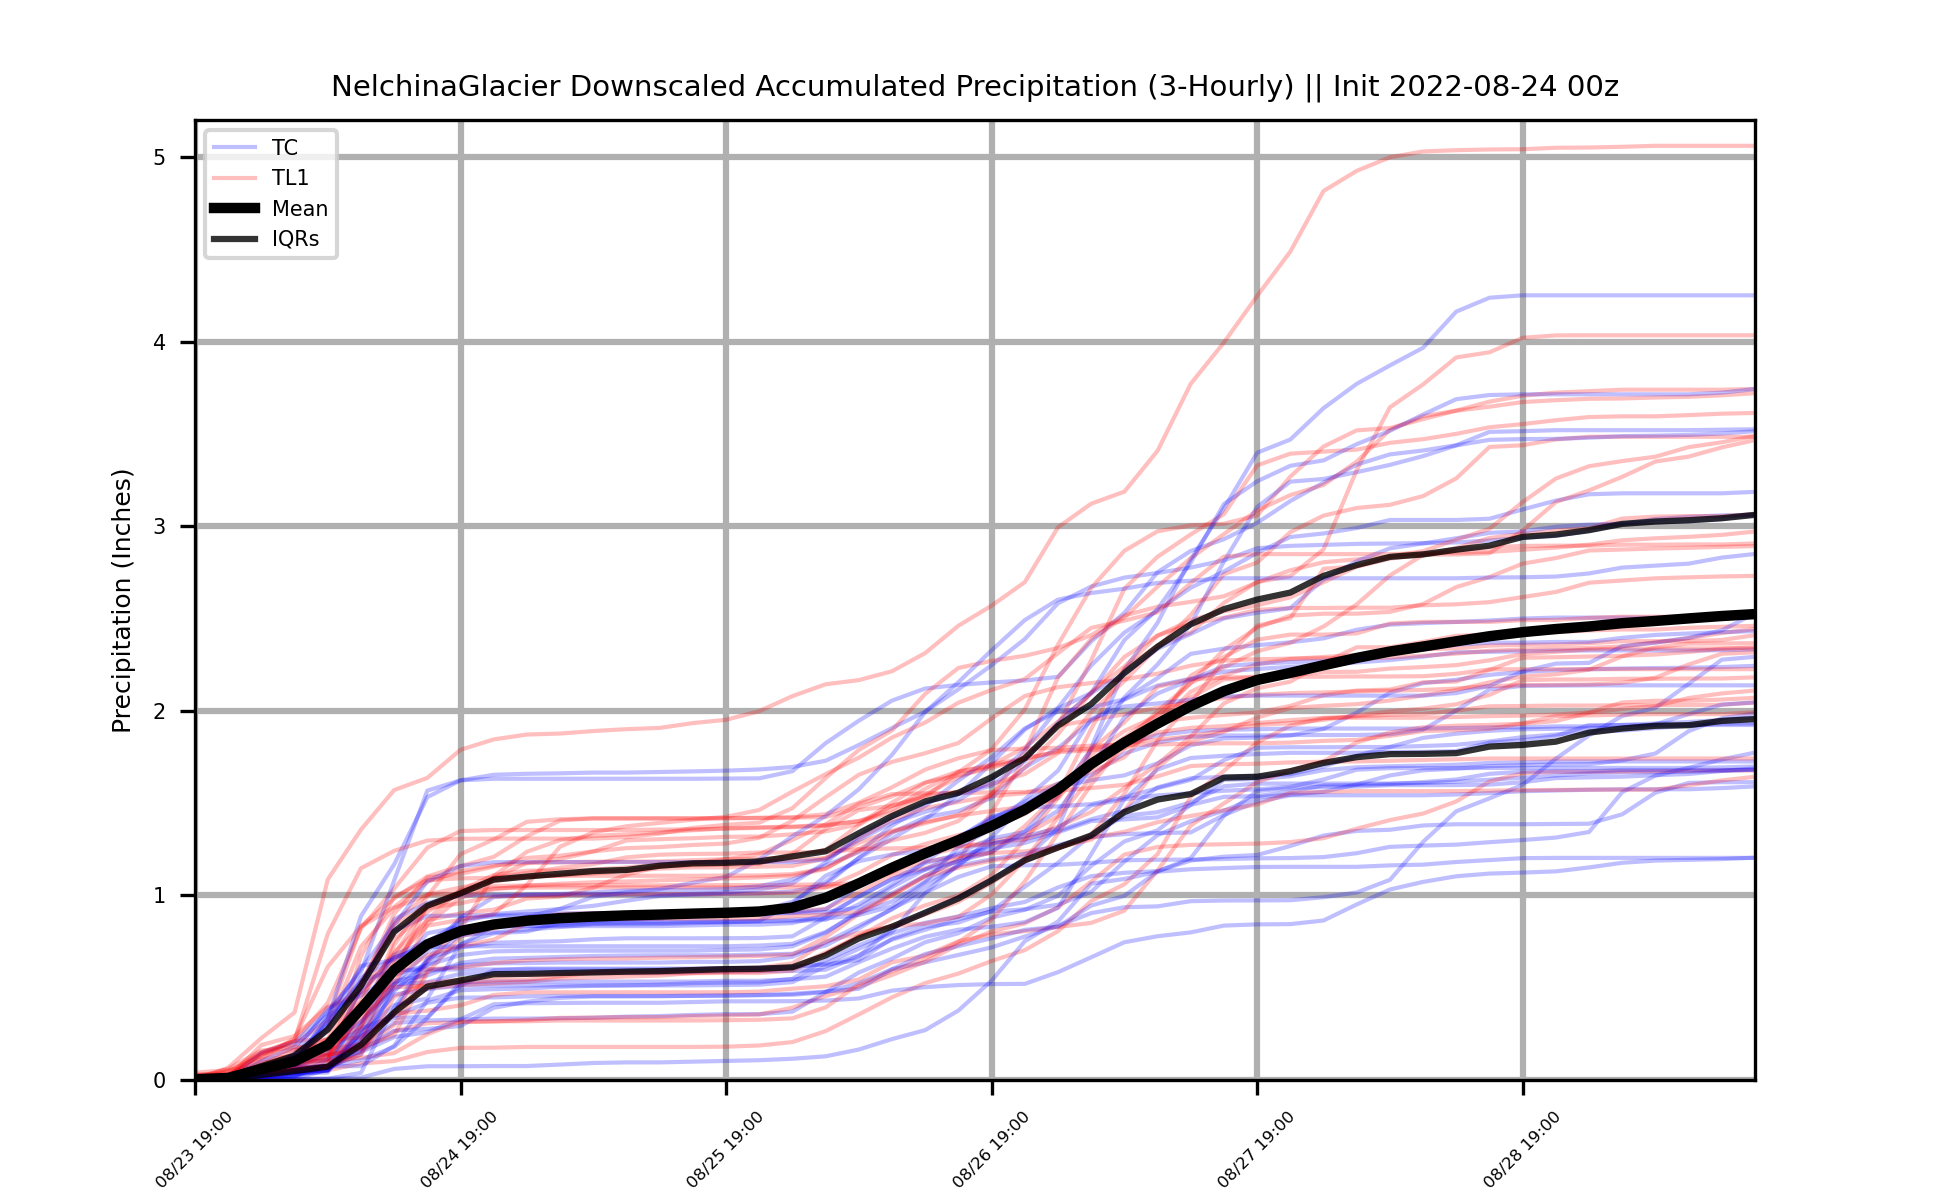 NelchinaGlacier Downscaled Accumulated Precipitation (3-Hourly) || Init 2022-08-24 00z
TC
TL1
Mean
IQRs
Precipitation (Inches)
5
4
3
2
1
0
08/23 19:00
08/24 19:00
08/25 19:00
08/26 19:00
08/27 19:00
08/28 19:00